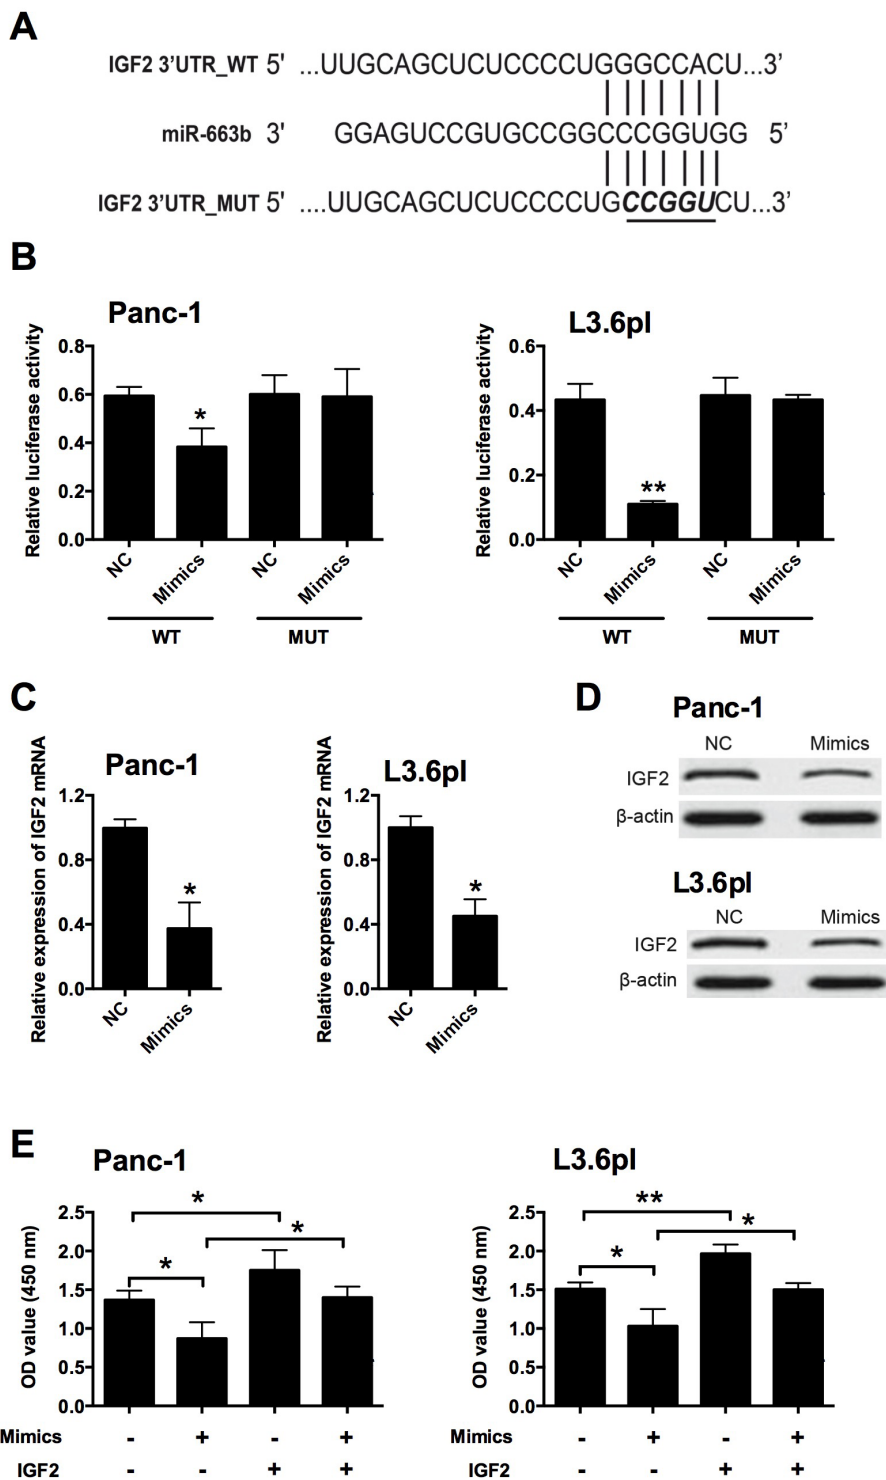 A
IGF2 3'UTR_WT 5' ...UUGCAGCUCUCCCCUGGGCCACU...3’
miR-663b 3' GGAGUCCGUGCCGGCCCGGUGG 5’
IGF2 3'UTR_MUT 5' ....UUGCAGCUCUCCCCUGCCGGUCU...3’
B
Panc-1
L3.6pl
Relative luciferase activity
0.8
0.6
0.4
0.2
0.0
*
NC Mimics NC Mimics
WT MUT
Relative luciferase activity
0.6
0.4
0.2
0.0
**
NC Mimics NC Mimics
WT MUT
C
Panc-1
Relative expression of IGF2 mRNA
1.2
0.8
0.4
0.0
*
NC Mimics
L3.6pl
Relative expression of IGF2 mRNA
1.2
0.8
0.4
0.0
*
NC Mimics
D
Panc-1
NC Mimics
IGF2
β-actin
L3.6pl
NC Mimics
IGF2
β-actin
E
Panc-1
OD value (450 nm)
2.5
2.0
1.5
1.0
0.5
0.0
*
*
*
Mimics - + - +
IGF2 - - + +
L3.6pl
OD value (450 nm)
2.5
2.0
1.5
1.0
0.5
0.0
**
*
*
Mimics - + - +
IGF2 - - + +